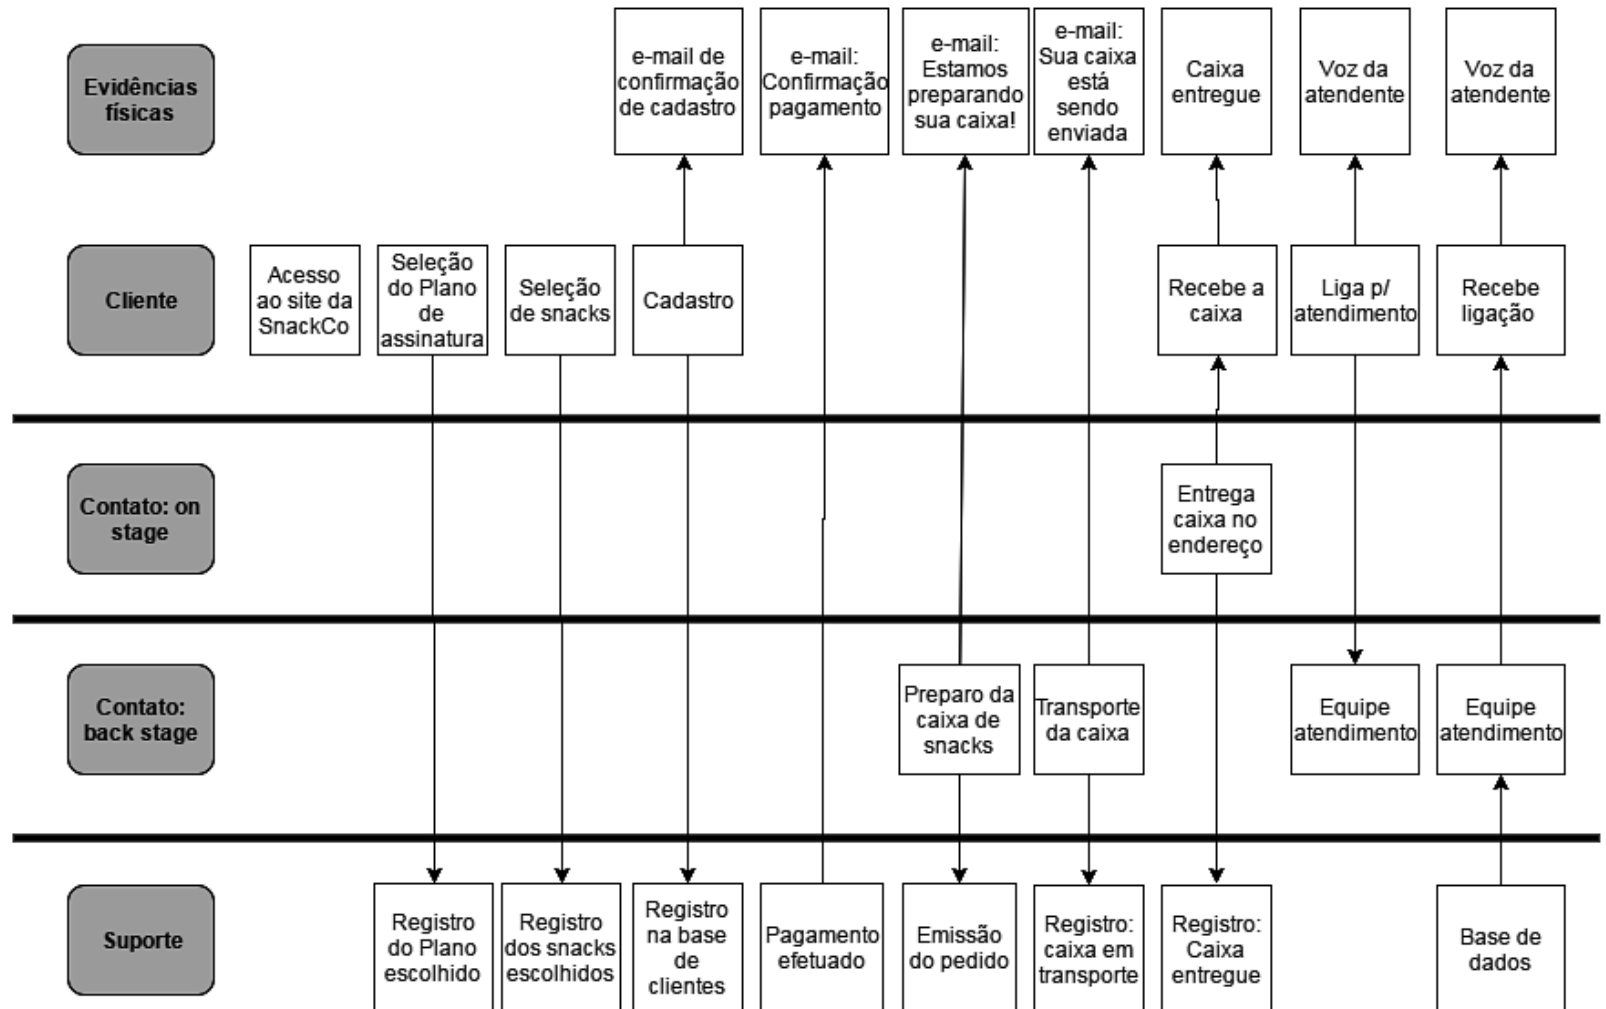 Evidências
físicas
e-mail de
confirmação
de cadastro
e-mail:
Confirmação
pagamento
e-mail:
Estamos
preparando
sua caixa!
e-mail:
Sua caixa
está
sendo
enviada
Caixa
entregue
Voz da
atendente
Voz da
atendente
Cliente
Acesso
ao site da
SnackCo
Seleção
do Plano
de
assinatura
Seleção
de snacks
Cadastro
Recebe a
caixa
Liga p/
atendimento
Recebe
ligação
Contato: on
stage
Entrega
caixa no
endereço
Contato:
back stage
Preparo da
caixa de
snacks
Transporte
da caixa
Equipe
atendimento
Equipe
atendimento
Suporte
Registro
do Plano
escolhido
Registro
dos snacks
escolhidos
Registro
na base
de
clientes
Pagamento
efetuado
Emissão
do pedido
Registro:
caixa em
transporte
Registro:
Caixa
entregue
Base de
dados